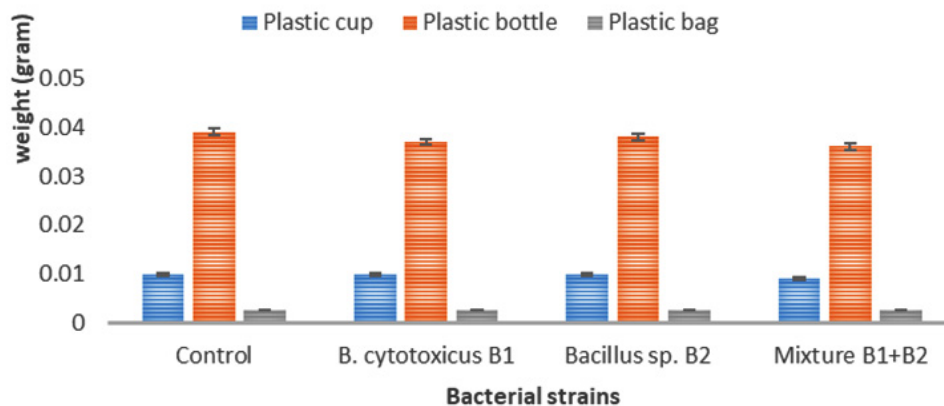 Plastic cup Plastic bottle Plastic bag
weight (gram)
0.05
0.04
0.03
0.02
0.01
0
Control B. cytotoxicus B1 Bacillus sp. B2 Mixture B1+B2
Bacterial strains